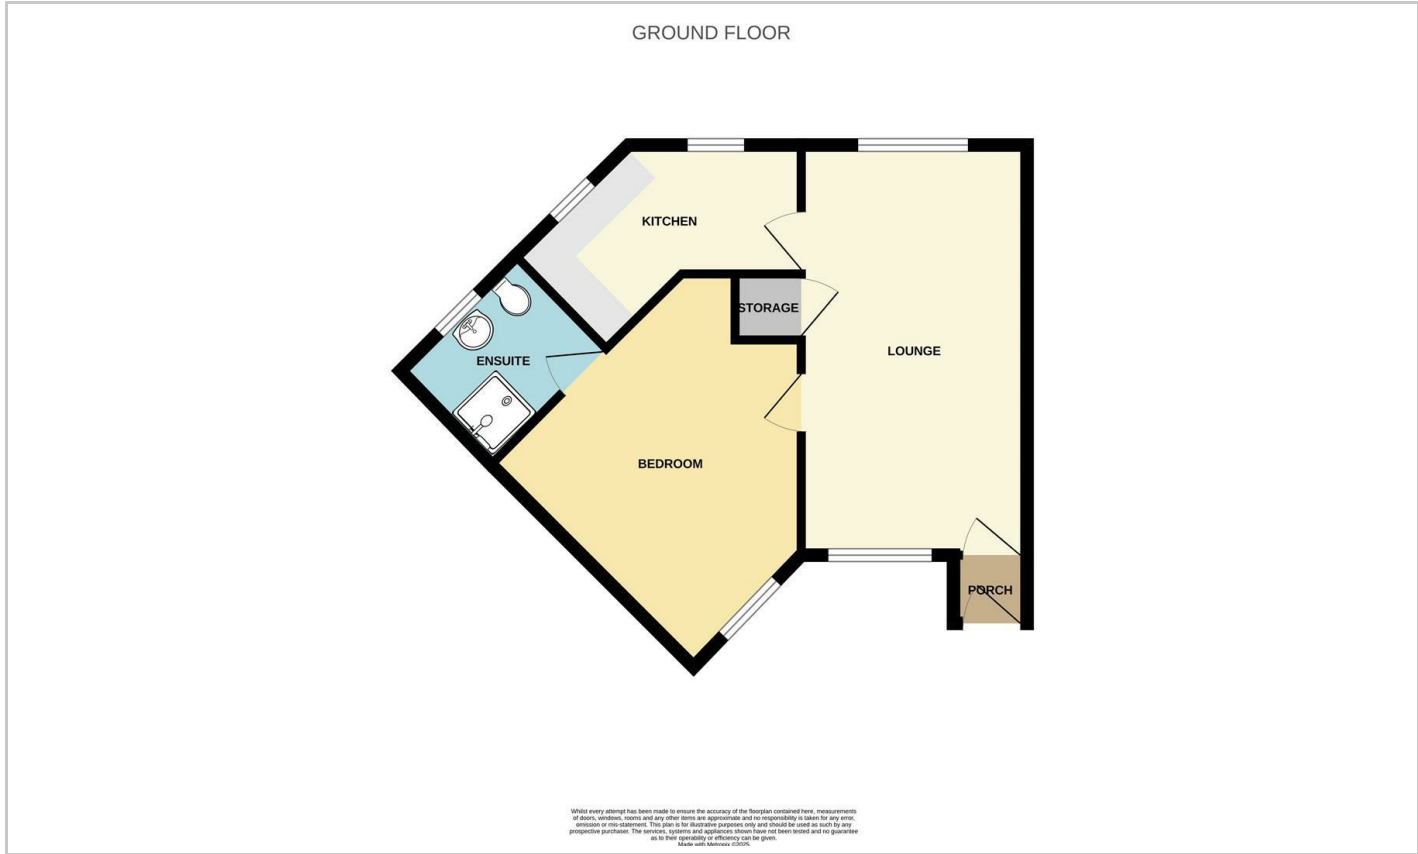 GROUND FLOOR
KITCHEN
STORAGE
LOUNGE
ENSUITE
BEDROOM
PORCH
Whilst every attempt has been made to ensure the accuracy of the floorplan contained here, measurements
of doors, windows, rooms and any other items are approximate and no responsibility is taken for any error,
omission or mis-statement. This plan is for illustrative purposes only and should be used as such by any
prospective purchaser. The services, systems and appliances shown have not been tested and no guarantee
as to their operability or efficiency can be given.
Made with Metropix ©2025